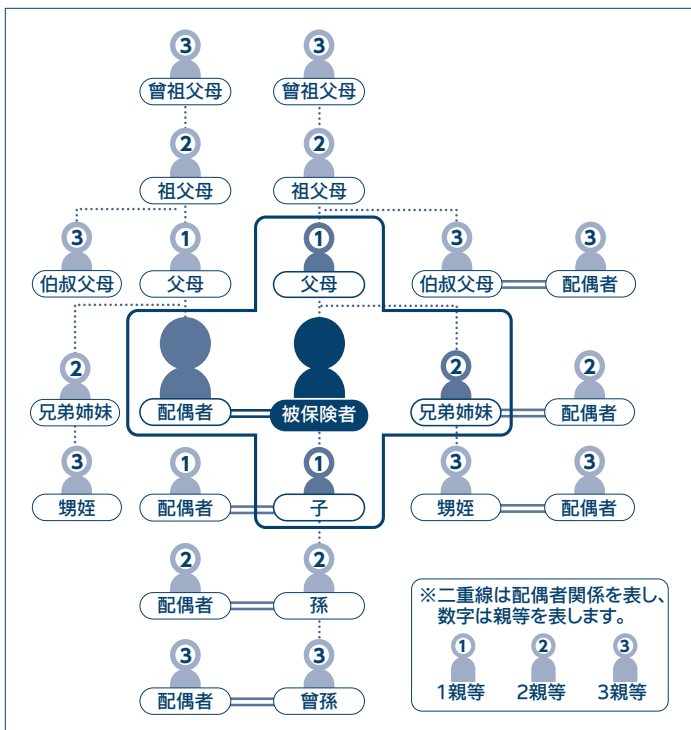 3
3
曾祖父母
曾祖父母
2
2
祖父母
祖父母
3
1
1
3
3
伯叔父母
父母
父母
伯叔父母
配偶者
2
2
2
兄弟姉妹
配偶者
被保険者
兄弟姉妹
配偶者
3
1
1
3
3
甥姪
配偶者
子
甥姪
配偶者
2
2
配偶者
孫
3
3
配偶者
曾孫
※二重線は配偶者関係を表し、
数字は親等を表します。
1
2
3
1親等
2親等
3親等